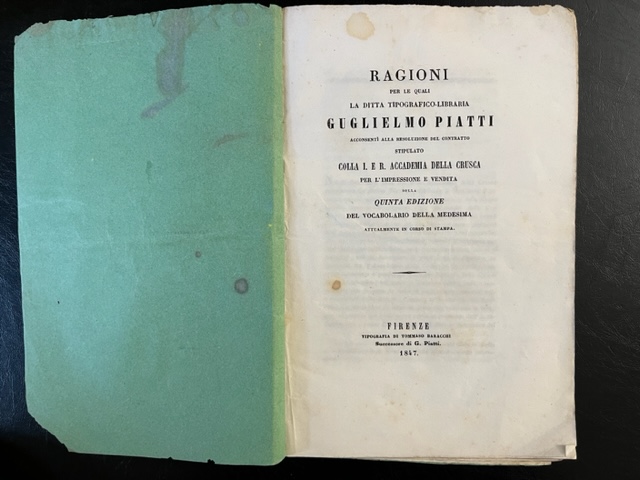 RAGIONI
PER LE QUALI
LA DITTA TIPOGRAFICO-LIBRARIA
GUGLIELMO PIATTI
ACCONSENTÌ ALLA RESOLUZIONE DEL CONTRATTO
STIPULATO
COLLA I. E R. ACCADEMIA DELLA CRUSCA
PER L'IMPRESSIONE E VENDITA
DELLA
QUINTA EDIZIONE
DEL VOCABOLARIO DELLA MEDESIMA
ATTUALMENTE IN CORSO DI STAMPA.
FIRENZE
TIPOGRAFIA DI TOMMASO BARACCHI
Successore di G. Piatti.
1847.